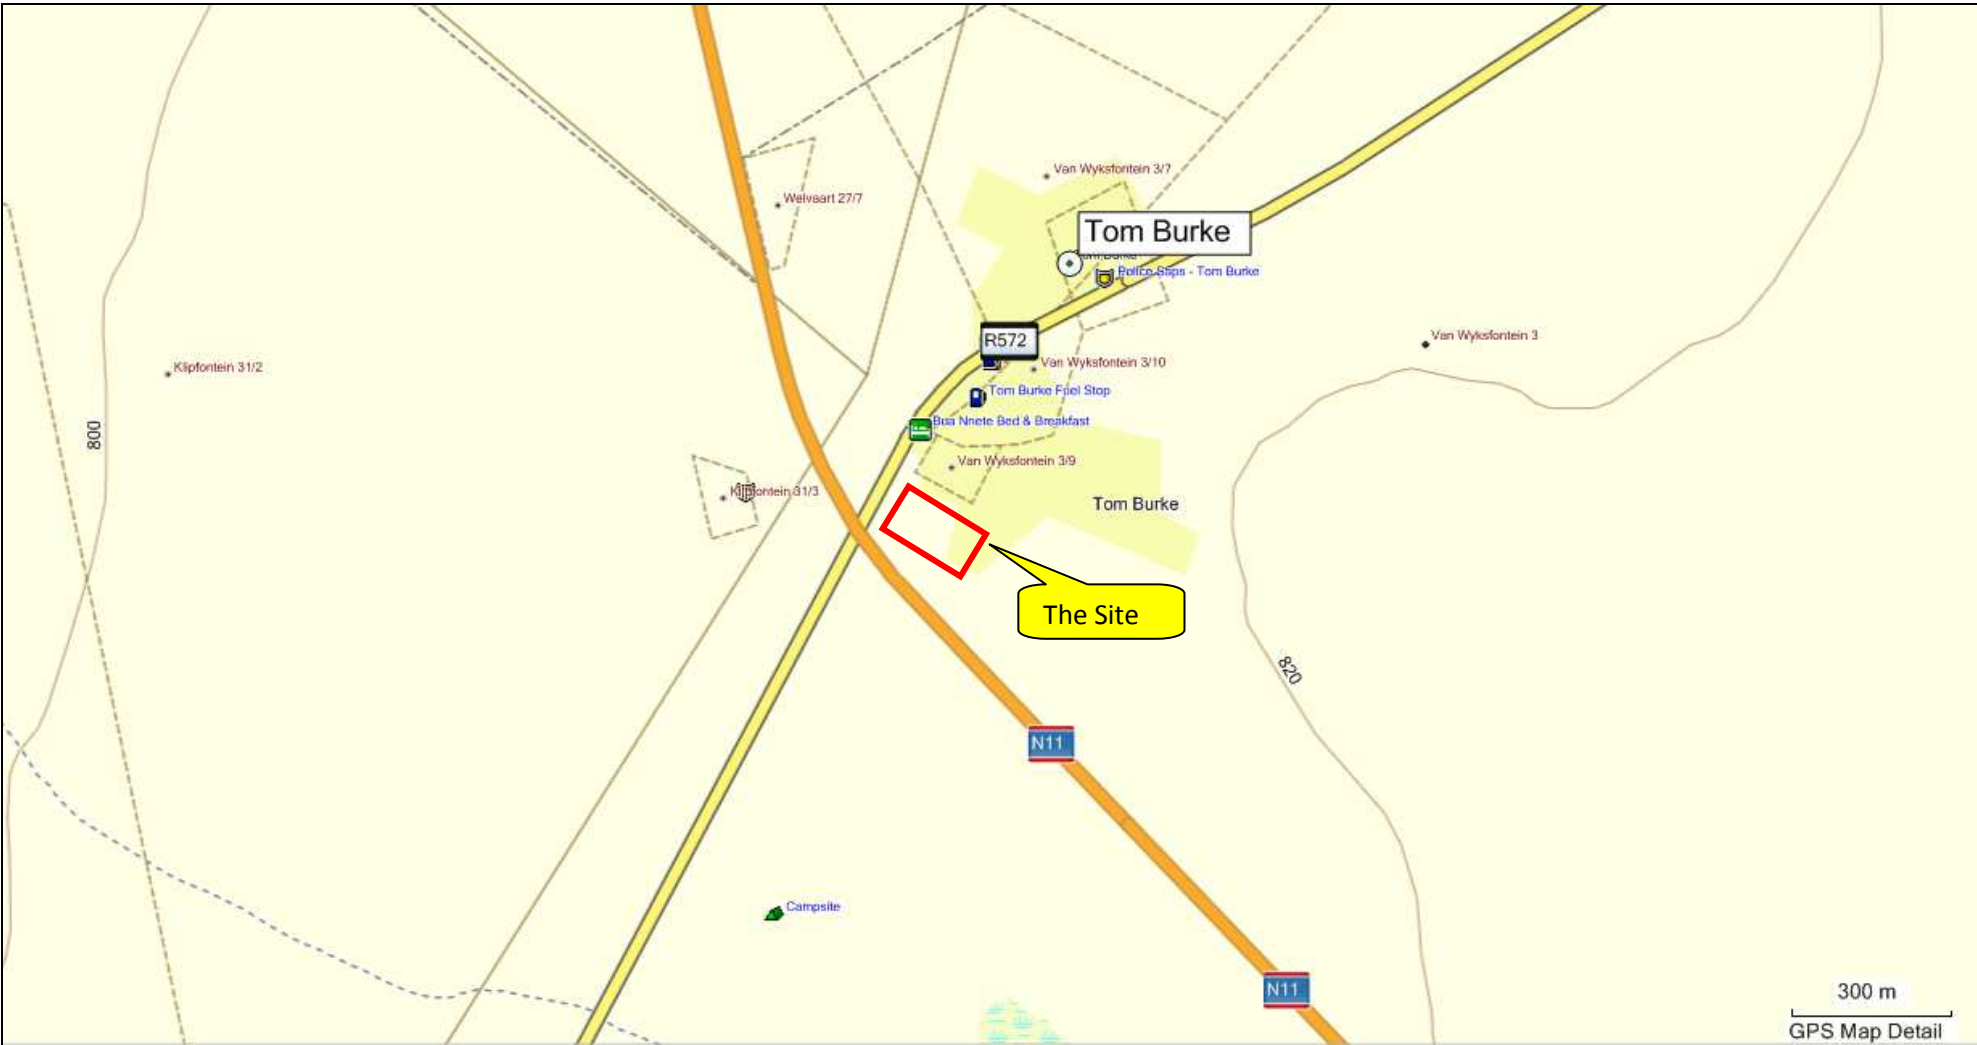 Van Wyksfontein 3/7
Welvaart 27/7
Tom Burke
Police Saps - Tom Burke
R572
Van Wyksfontein 3
Van Wyksfontein 3/10
Klipfontein 31/2
Tom Burke Fuel Stop
Bua Nnete Bed & Breakfast
800
Van Wyksfontein 3/9
Klipfontein 31/3
Tom Burke
The Site
820
N11
Campsite
N11
300 m
GPS Map Detail